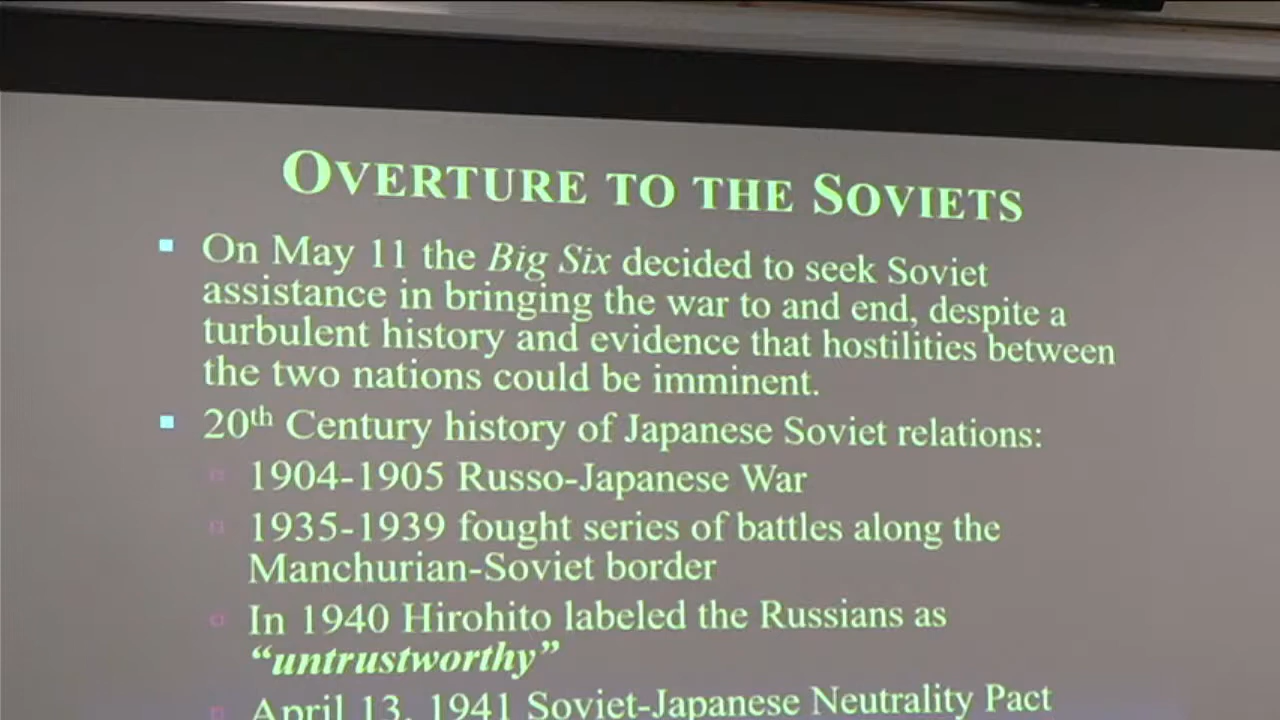 OVERTURE TO THE SOVIETS
On May 11 the Big Six decided to seek Soviet
assistance in bringing the war to and end, despite a
turbulent history and evidence that hostilities between
the two nations could be imminent.
20th Century history of Japanese Soviet relations:
1904-1905 Russo-Japanese War
1935-1939 fought series of battles along the
Manchurian-Soviet border
In 1940 Hirohito labeled the Russians as
“untrustworthy”
April 13, 1941 Soviet-Japanese Neutrality Pact